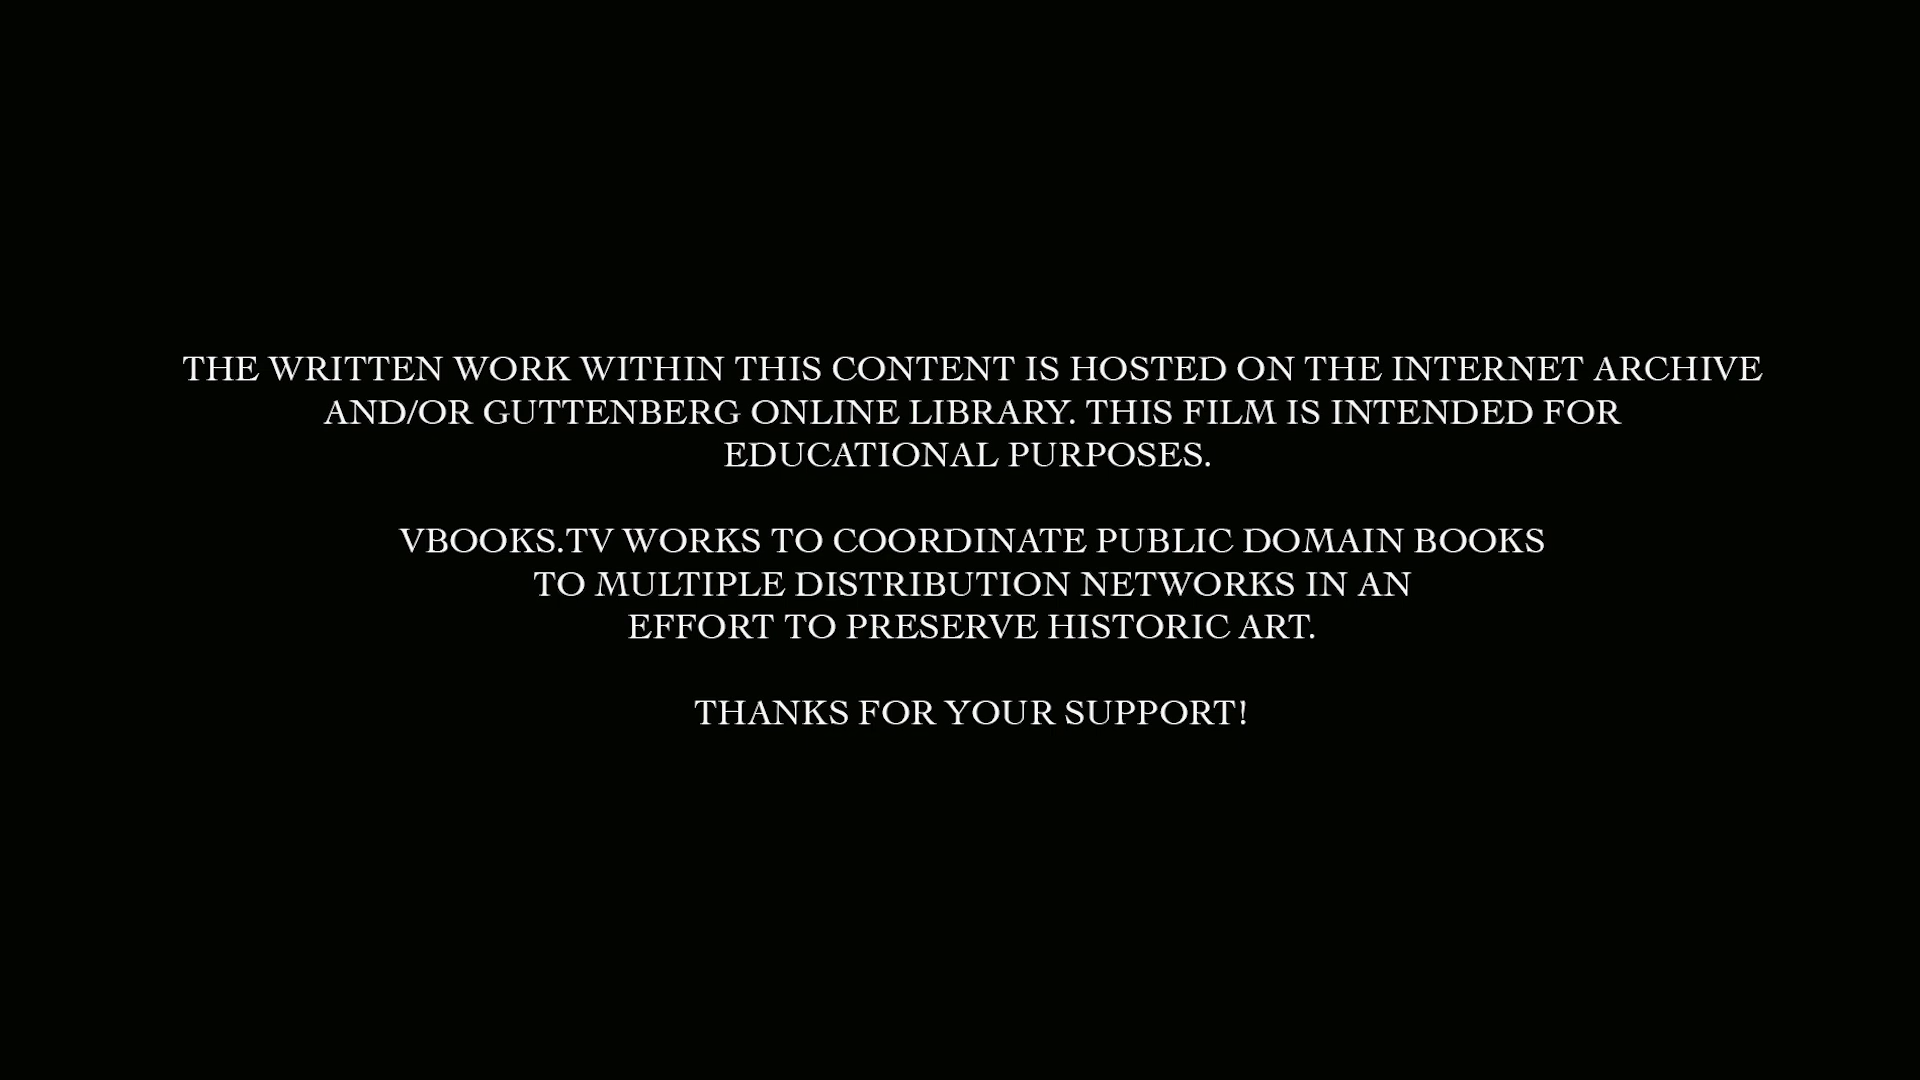 THE WRITTEN WORK WITHIN THIS CONTENT IS HOSTED ON THE INTERNET ARCHIVE
AND/OR GUTTENBERG ONLINE LIBRARY. THIS FILM IS INTENDED FOR
EDUCATIONAL PURPOSES.
VBOOKS.TV WORKS TO COORDINATE PUBLIC DOMAIN BOOKS
TO MULTIPLE DISTRIBUTION NETWORKS IN AN
EFFORT TO PRESERVE HISTORIC ART.
THANKS FOR YOUR SUPPORT!